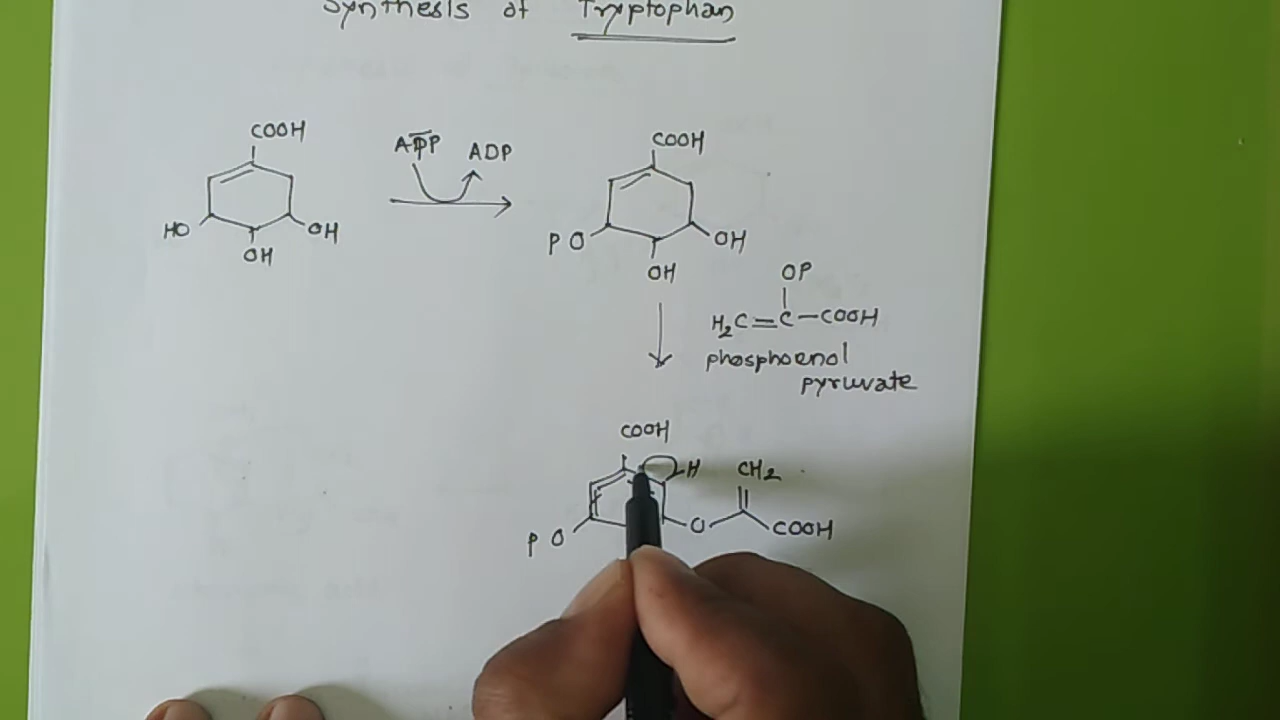 Synthesis of Tryptophan
COOH
HO
OH
OH
ATP
ADP
COOH
PO
OH
OH
OP
H2C=C-COOH
phosphoenol
pyruvate
COOH
H
CH2
PO
O
COOH